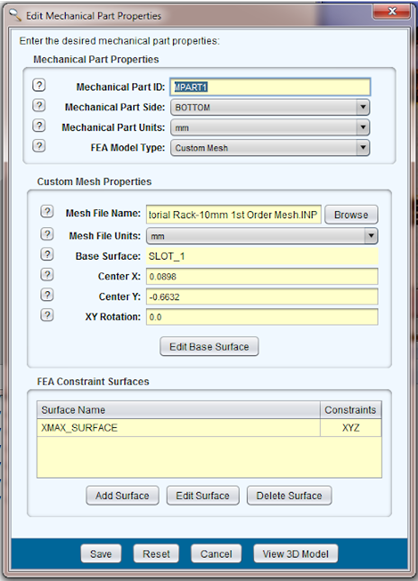 Edit Mechanical Part Properties
Enter the desired mechanical part properties:
Mechanical Part Properties
? Mechanical Part ID: MPART1
? Mechanical Part Side: BOTTOM
? Mechanical Part Units: mm
? FEA Model Type: Custom Mesh
Custom Mesh Properties
? Mesh File Name: torial Rack-10mm 1st Order Mesh.INP Browse
? Mesh File Units: mm
? Base Surface: SLOT_1
? Center X: 0.0898
? Center Y: -0.6632
? XY Rotation: 0.0
Edit Base Surface
FEA Constraint Surfaces
Surface Name Constraints
XMAX_SURFACE XYZ
Add Surface Edit Surface Delete Surface
Save Reset Cancel View 3D Model